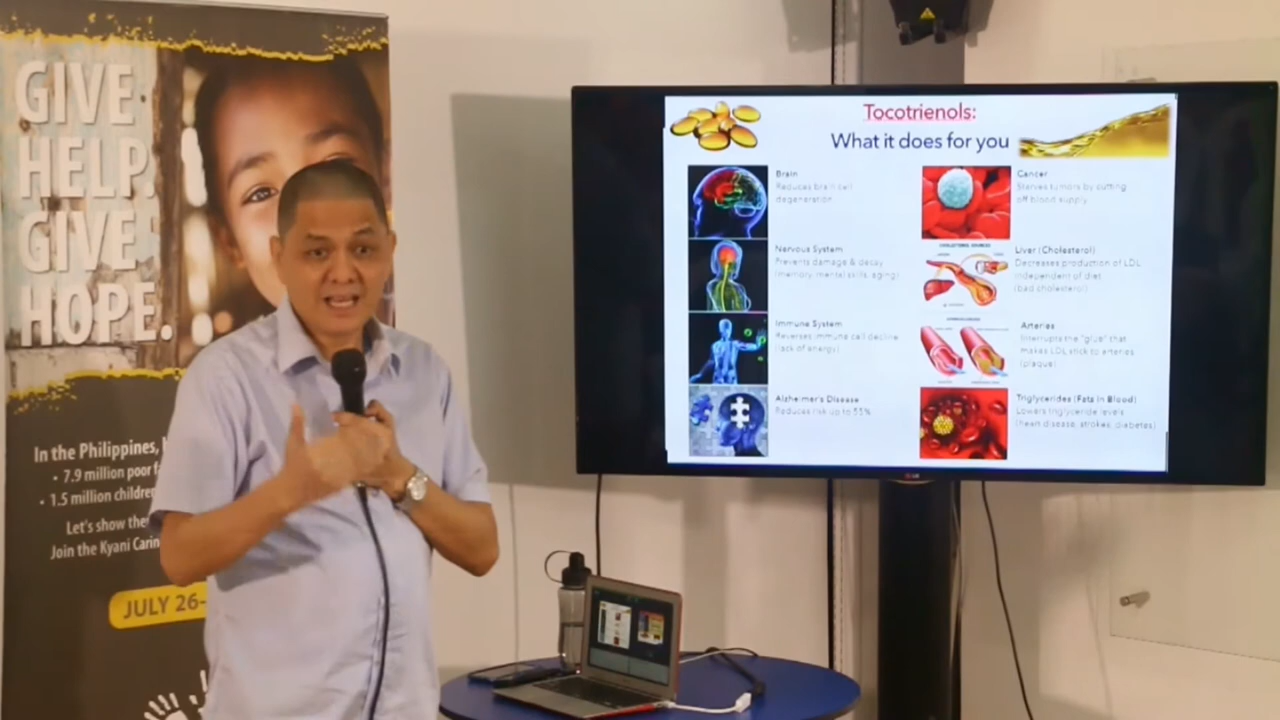 GIVE
HELP.
GIVE
HOPE.
In the Philippines,
• 7.9 million poor
• 1.5 million children
Let's show
Join the Kyani
JULY 26-
Tocotrienols:
What it does for you
Brain
Reduces brain cell
degeneration
Nervous System
Prevents damage & decay
(memory, mental skills, aging)
Immune System
Reverses immune cell decline
(lack of energy)
Alzheimer's Disease
Reduces risk up to 55%
Cancer
Starves tumors by cutting
off blood supply
Liver (Cholesterol)
Decreases production of LDL
independent of diet
(bad cholesterol)
Arteries
Interrupts the "glue" that
makes LDL stick to arteries
(plaque)
Triglycerides (Fats in Blood)
Lowers triglyceride levels
(heart disease, strokes, diabetes)
LG